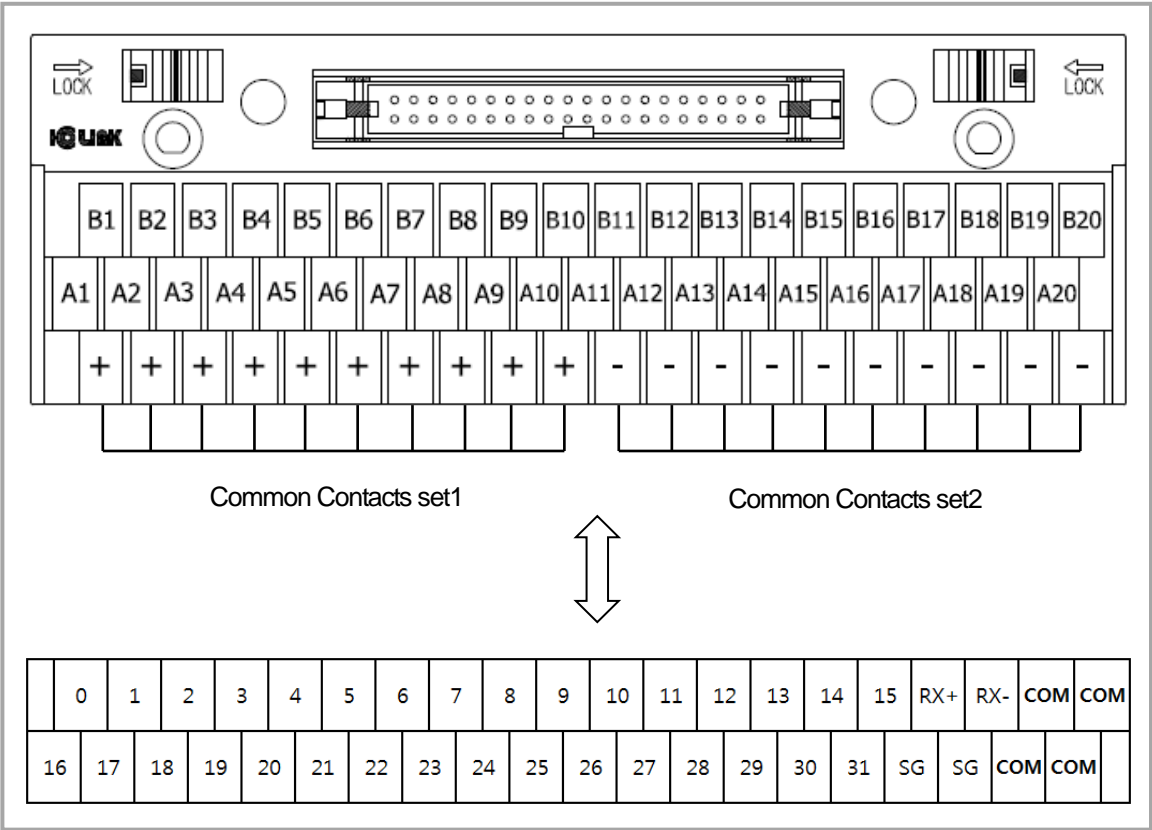 LOCK
LOCK
IO LINK
B1 B2 B3 B4 B5 B6 B7 B8 B9 B10 B11 B12 B13 B14 B15 B16 B17 B18 B19 B20
A1 A2 A3 A4 A5 A6 A7 A8 A9 A10 A11 A12 A13 A14 A15 A16 A17 A18 A19 A20
+ + + + + + + + + + - - - - - - - - - -
Common Contacts set1
Common Contacts set2
0 1 2 3 4 5 6 7 8 9 10 11 12 13 14 15 RX+ RX- COM COM
16 17 18 19 20 21 22 23 24 25 26 27 28 29 30 31 SG SG COM COM